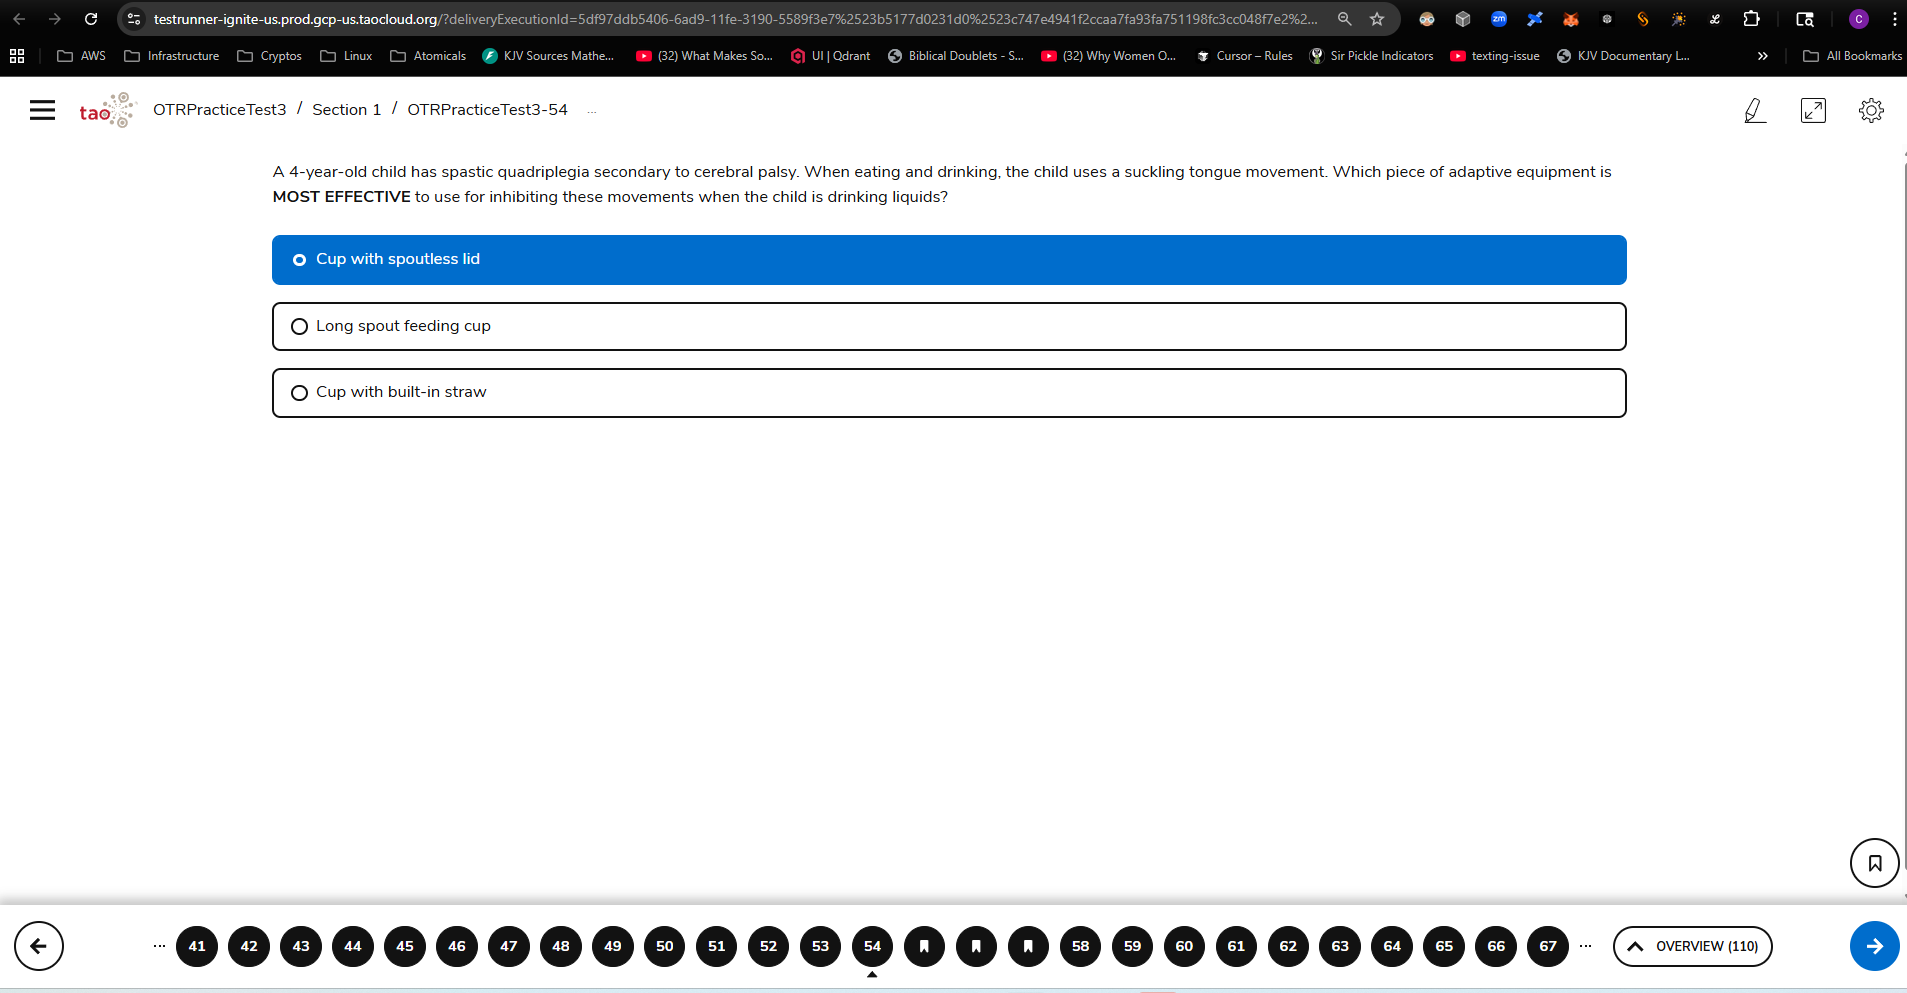 testrunner-ignite-us.prod.gcp-us.taocloud.org/?deliveryExecutionId=5df97ddb5406-6ad9-11fe-3190-5589f3e7%2523b5177d0231d0%2523c747e4941f2ccaa7fa93fa751198fc3cc048f7e2%2...
zm
C
AWS Infrastructure Cryptos Linux Atomicals KJV Sources Mathe... (32) What Makes So... UI | Qdrant Biblical Doublets - S... (32) Why Women O... Cursor – Rules Sir Pickle Indicators texting-issue KJV Documentary L... » All Bookmarks
tao OTRPracticeTest3 / Section 1 / OTRPracticeTest3-54 ...
A 4-year-old child has spastic quadriplegia secondary to cerebral palsy. When eating and drinking, the child uses a suckling tongue movement. Which piece of adaptive equipment is
MOST EFFECTIVE to use for inhibiting these movements when the child is drinking liquids?
Cup with spoutless lid
Long spout feeding cup
Cup with built-in straw
... 41 42 43 44 45 46 47 48 49 50 51 52 53 54 58 59 60 61 62 63 64 65 66 67 ... OVERVIEW (110)